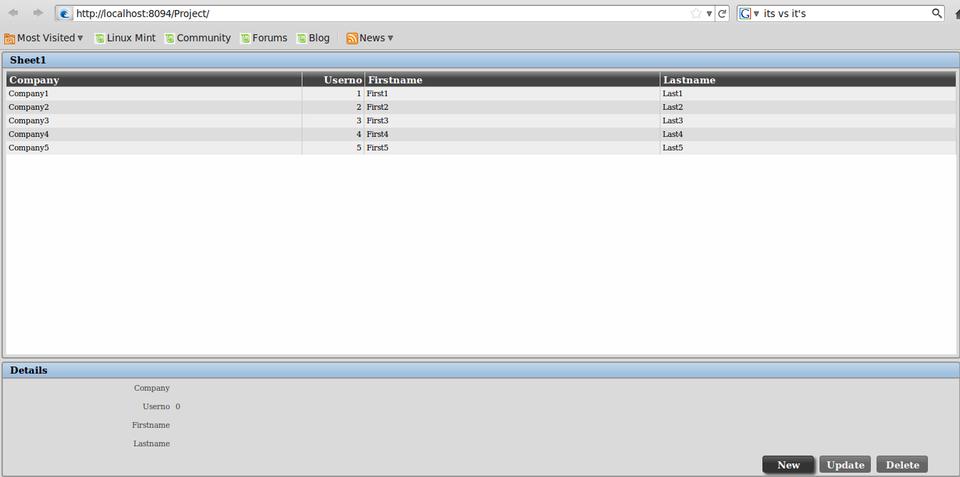 http://localhost:8094/Project/ its vs it's
Most Visited Linux Mint Community Forums Blog News
Sheet1
Company Userno Firstname Lastname
Company1 1 First1 Last1
Company2 2 First2 Last2
Company3 3 First3 Last3
Company4 4 First4 Last4
Company5 5 First5 Last5
Details
Company
Userno 0
Firstname
Lastname
New Update Delete